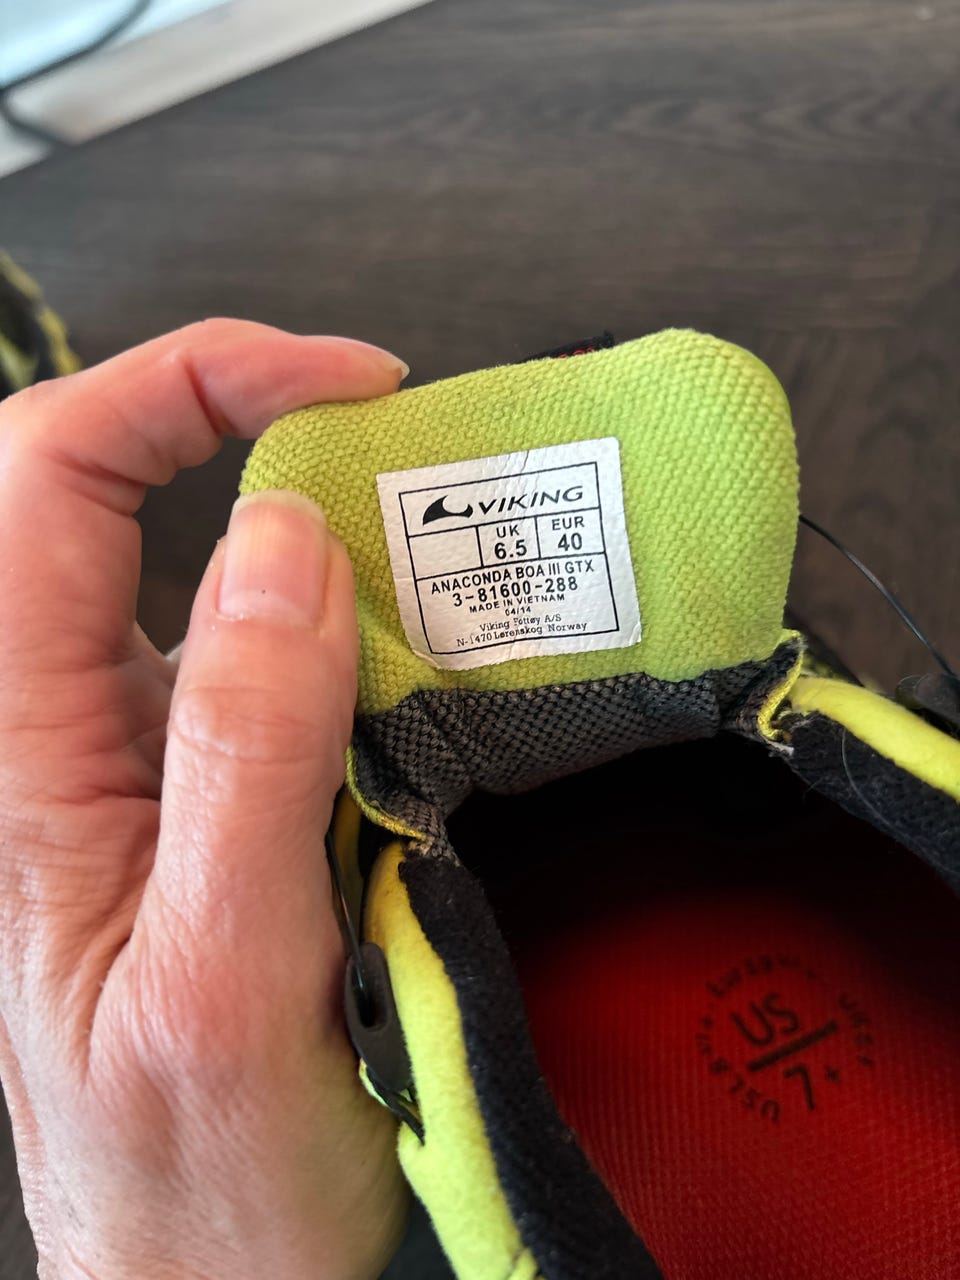 VIKING
UK EUR
6.5 40
ANACONDA BOA III GTX
3-81600-288
MADE IN VIETNAM
04/14
Viking Fottøy A/S
N-1470 Lørenskog Norway
US
7+